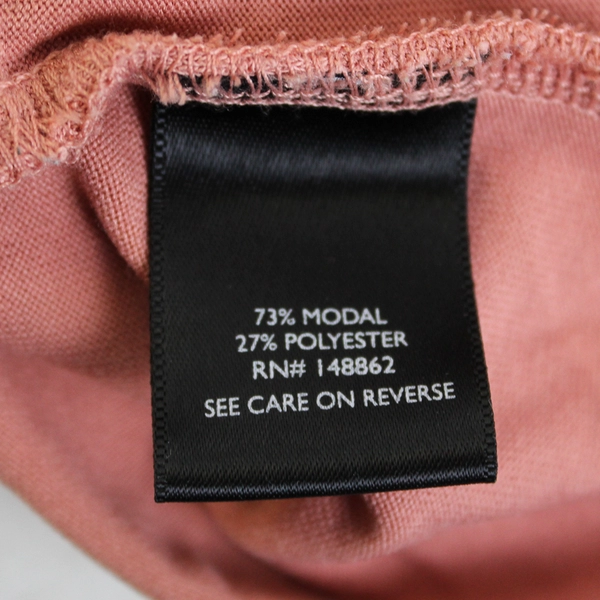 73% MODAL
27% POLYESTER
RN# 148862
SEE CARE ON REVERSE